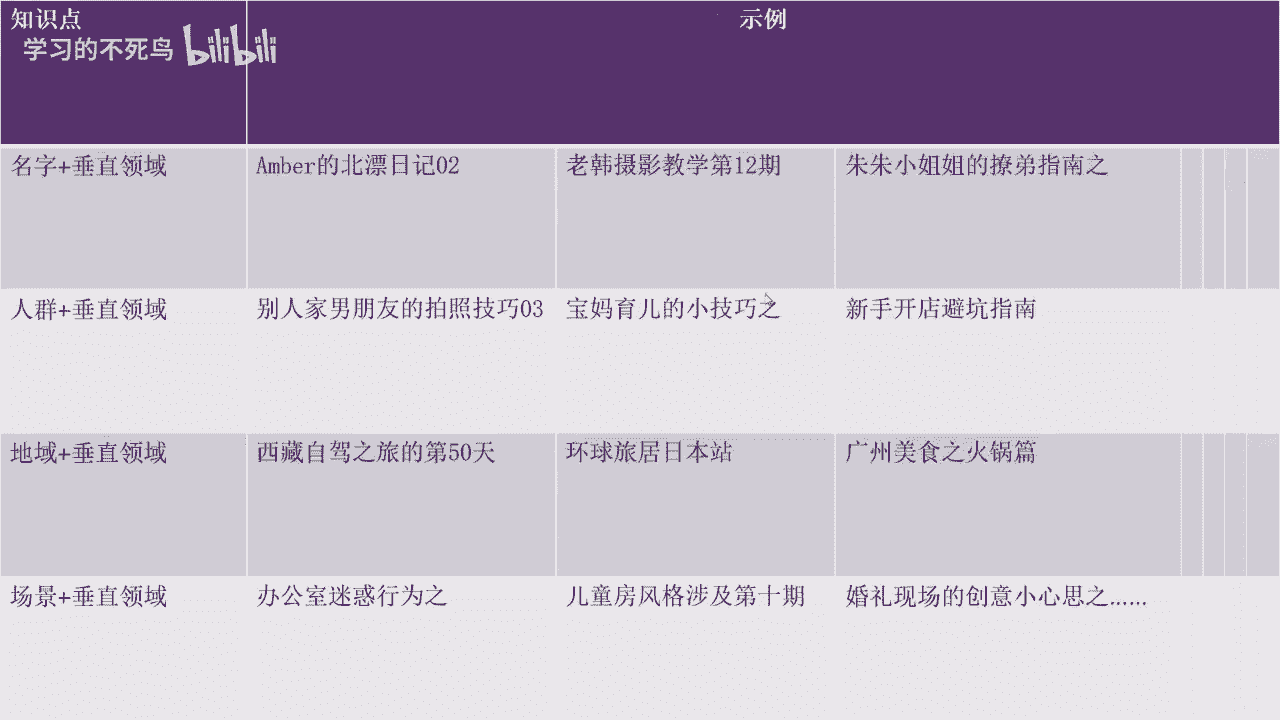 知识点
示例
学习的不死鸟 bilibili
名字+垂直领域
Amber的北漂日记02
老韩摄影教学第12期
朱朱小姐姐的撩弟指南之
人群+垂直领域
别人家男朋友的拍照技巧03
宝妈育儿的小技巧之
新手开店避坑指南
地域+垂直领域
西藏自驾之旅的第50天
环球旅居日本站
广州美食之火锅篇
场景+垂直领域
办公室迷惑行为之
儿童房风格涉及第十期
婚礼现场的创意小心思之......